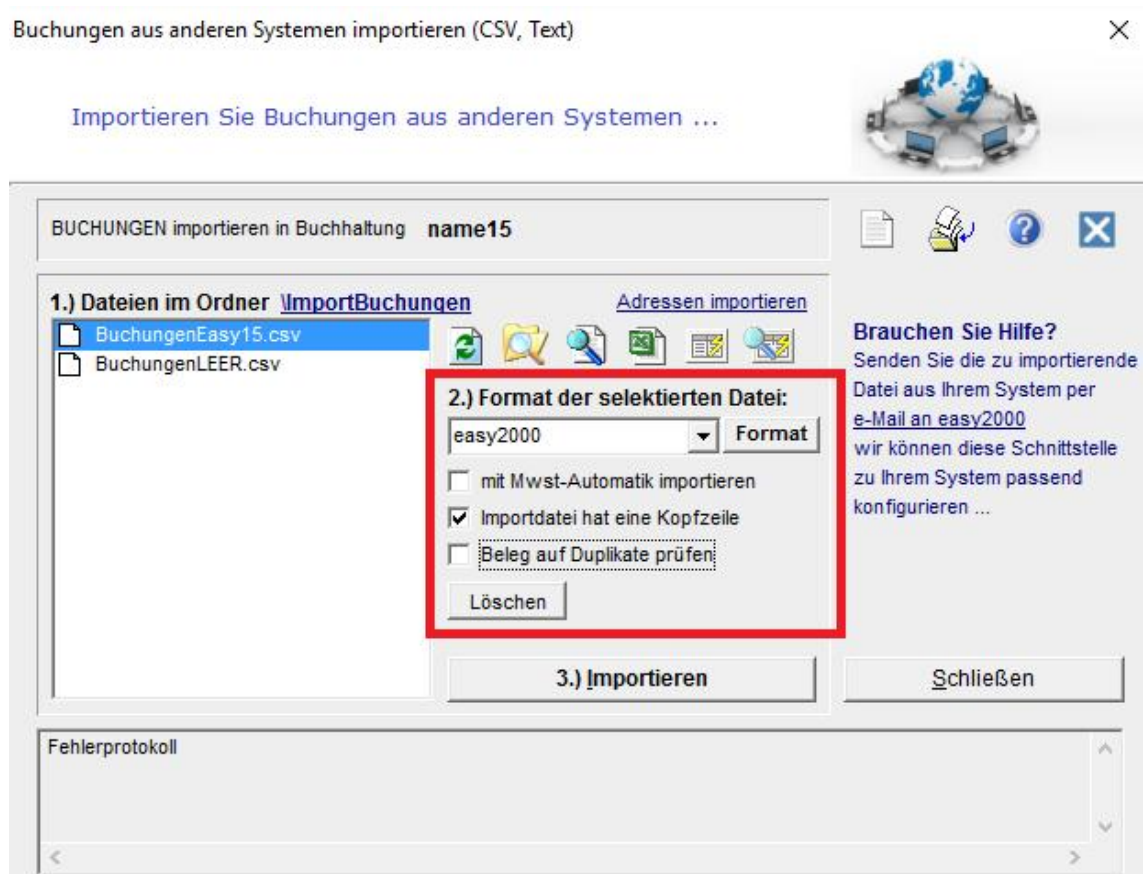 Buchungen aus anderen Systemen importieren (CSV, Text)
Importieren Sie Buchungen aus anderen Systemen ...
BUCHUNGEN importieren in Buchhaltung name15
1.) Dateien im Ordner \ImportBuchungen
Adressen importieren
BuchungenEasy15.csv
BuchungenLEER.csv
2.) Format der selektierten Datei:
easy2000
Format
mit Mwst-Automatik importieren
Importdatei hat eine Kopfzeile
Beleg auf Duplikate prüfen
Löschen
3.) Importieren
Brauchen Sie Hilfe?
Senden Sie die zu importierende
Datei aus Ihrem System per
e-Mail an easy2000
wir können diese Schnittstelle
zu Ihrem System passend
konfigurieren ...
Schließen
Fehlerprotokoll